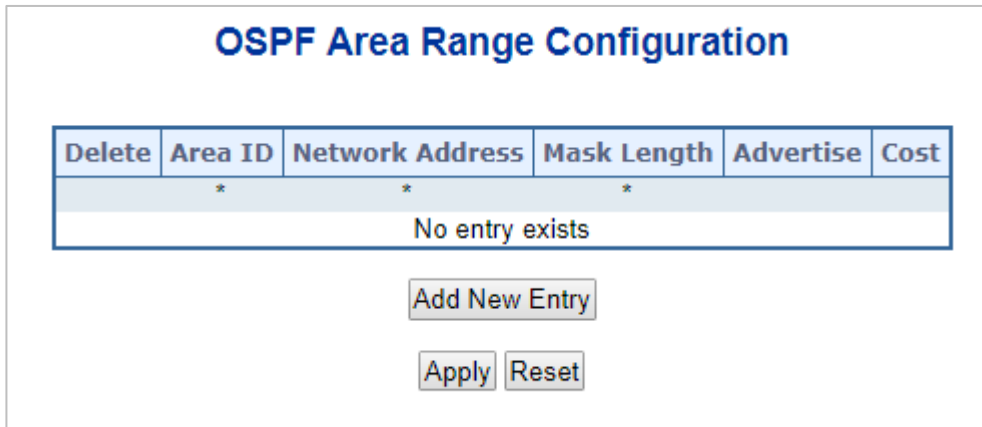 OSPF Area Range Configuration
Delete Area ID Network Address Mask Length Advertise Cost
* * *
No entry exists
Add New Entry
Apply Reset